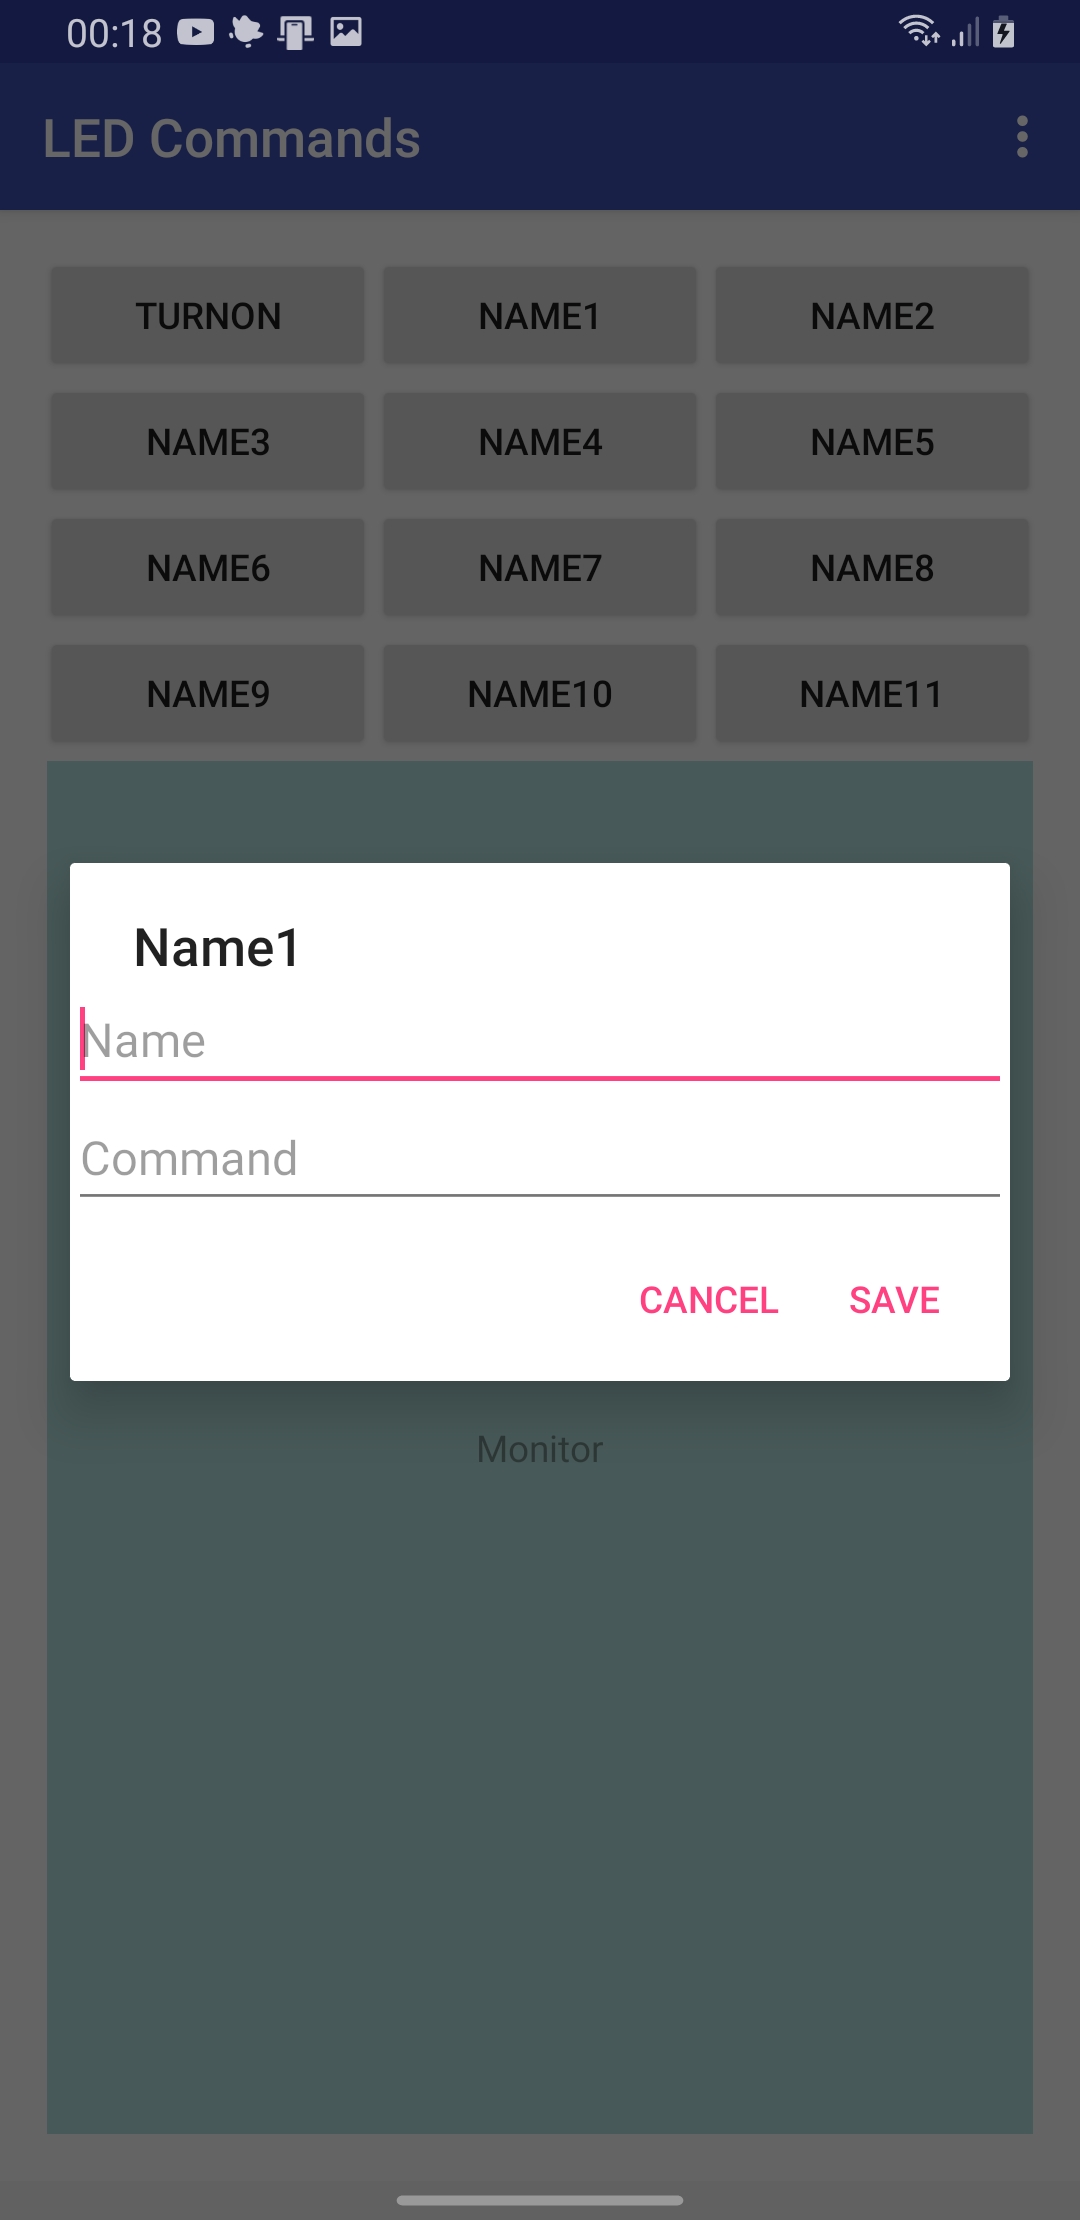 00:18
LED Commands
TURNON NAME1 NAME2
NAME3 NAME4 NAME5
NAME6 NAME7 NAME8
NAME9 NAME10 NAME11
Name1
Name
Command
CANCEL SAVE
Monitor